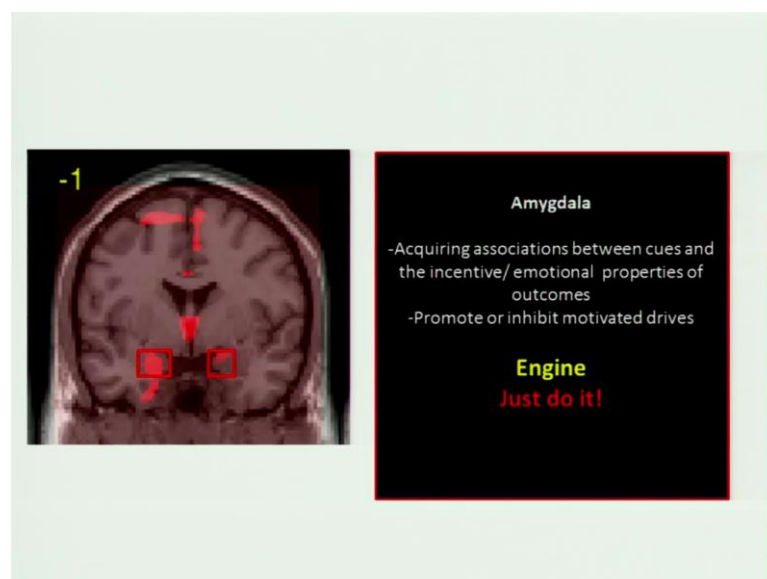 -1
Amygdala
-Acquiring associations between cues and
the incentive/ emotional properties of
outcomes
-Promote or inhibit motivated drives
Engine
Just do it!